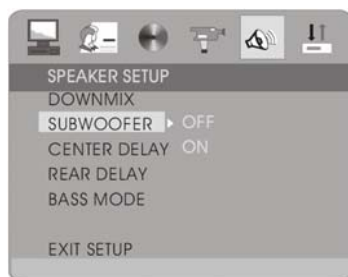 SPEAKER SETUP
DOWNMIX
SUBWOOFER OFF
CENTER DELAY ON
REAR DELAY
BASS MODE
EXIT SETUP